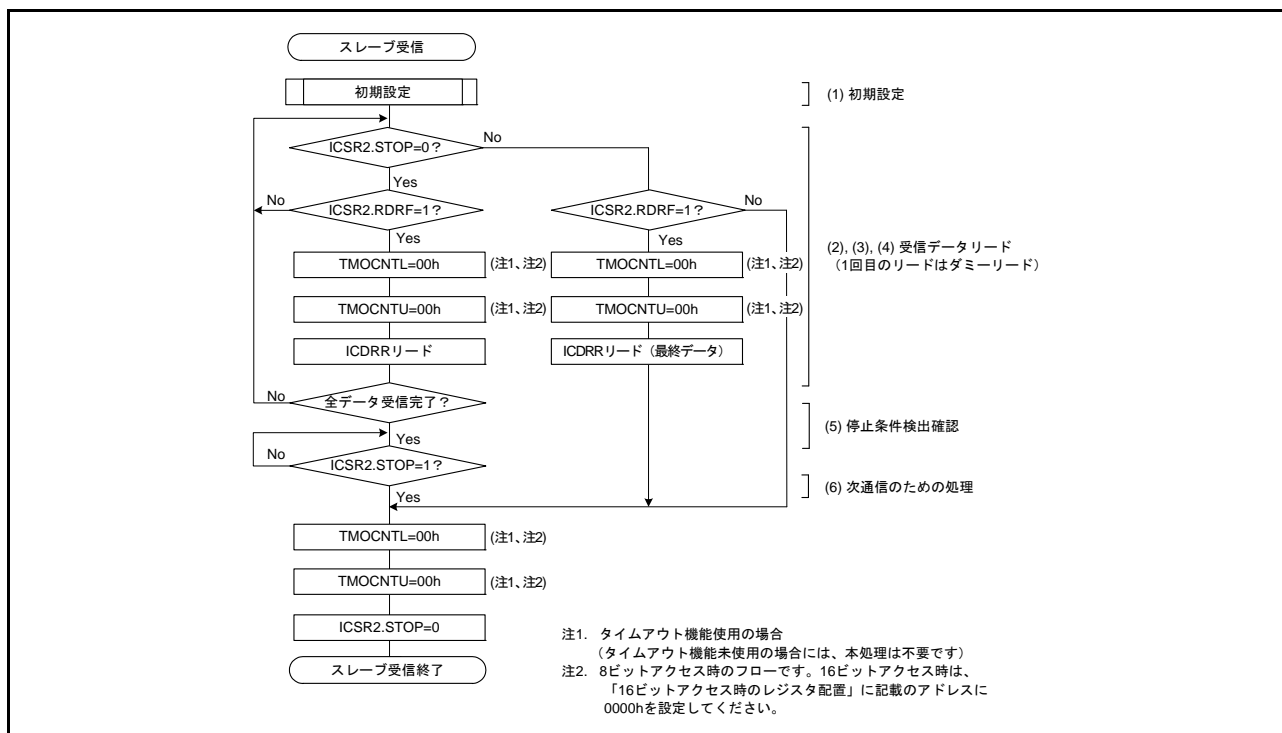 スレーブ受信
初期設定
(1) 初期設定
ICSR2.STOP=0？
No
Yes
No
ICSR2.RDRF=1？
Yes
ICSR2.RDRF=1？
No
Yes
(2), (3), (4) 受信データリード
（1回目のリードはダミーリード）
TMOCNTL=00h
(注1、注2)
TMOCNTL=00h
(注1、注2)
TMOCNTU=00h
(注1、注2)
TMOCNTU=00h
(注1、注2)
ICDRRリード
ICDRRリード（最終データ）
No
全データ受信完了？
Yes
(5) 停止条件検出確認
No
ICSR2.STOP=1？
Yes
(6) 次通信のための処理
TMOCNTL=00h
(注1、注2)
TMOCNTU=00h
(注1、注2)
ICSR2.STOP=0
スレーブ受信終了
注1. タイムアウト機能使用の場合
（タイムアウト機能未使用の場合には、本処理は不要です）
注2. 8ビットアクセス時のフローです。16ビットアクセス時は、
「16ビットアクセス時のレジスタ配置」に記載のアドレスに
0000hを設定してください。